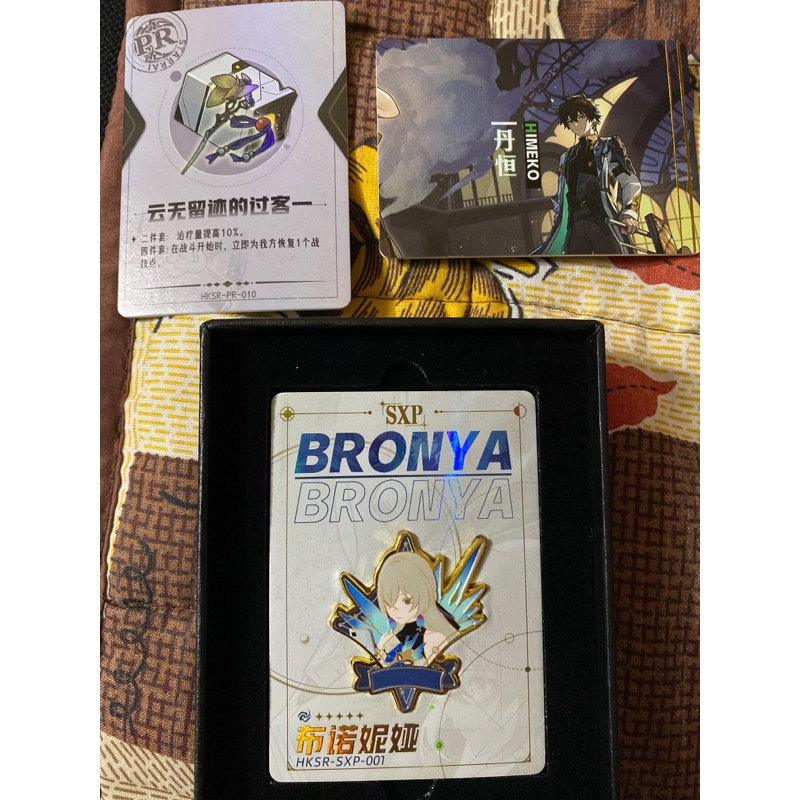 PR
STARRAIL
云无留迹的过客一
二件套: 治疗量提高10%。
四件套:在战斗开始时, 立即为我方恢复1个战
技点。
HKSR-PR-010
丹恒
HIMEKO
SXP
BRONYA
BRONYA
布诺妮娅
HKSR-SXP-001